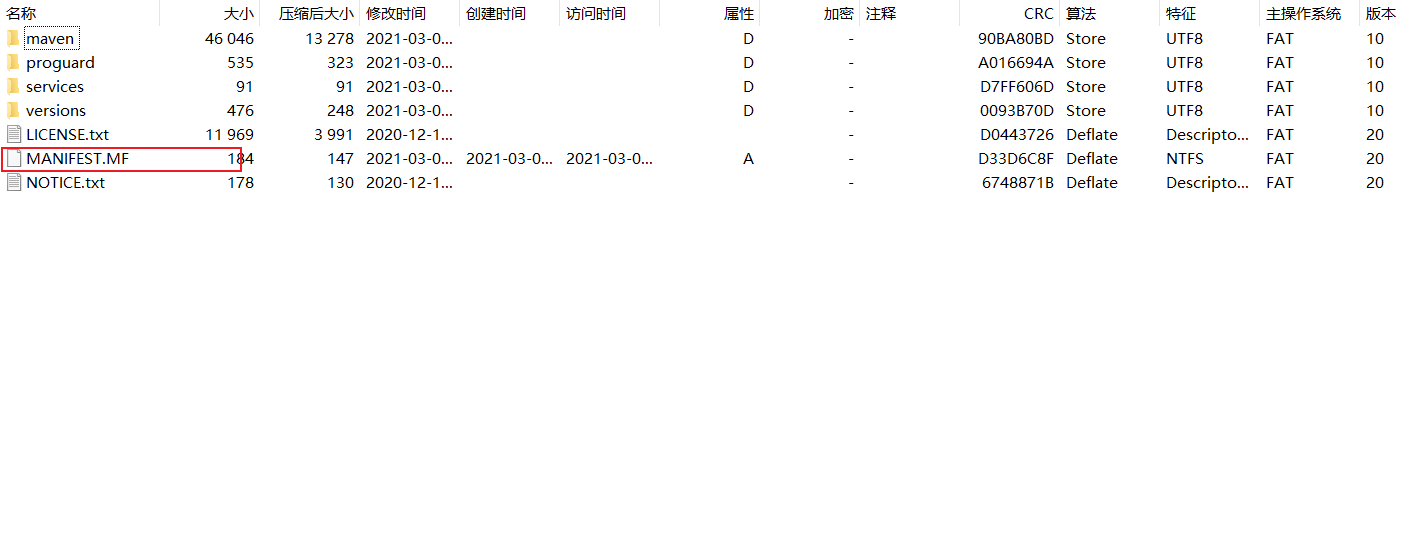 名称 大小 压缩后大小 修改时间 创建时间 访问时间 属性 加密 注释 CRC 算法 特征 主操作系统 版本
maven 46 046 13 278 2021-03-0... D - 90BA80BD Store UTF8 FAT 10
proguard 535 323 2021-03-0... D - A016694A Store UTF8 FAT 10
services 91 91 2021-03-0... D - D7FF606D Store UTF8 FAT 10
versions 476 248 2021-03-0... D - 0093B70D Store UTF8 FAT 10
LICENSE.txt 11 969 3 991 2020-12-1... - D0443726 Deflate Descripto... FAT 20
MANIFEST.MF 184 147 2021-03-0... 2021-03-0... 2021-03-0... A - D33D6C8F Deflate NTFS FAT 20
NOTICE.txt 178 130 2020-12-1... - 6748871B Deflate Descripto... FAT 20